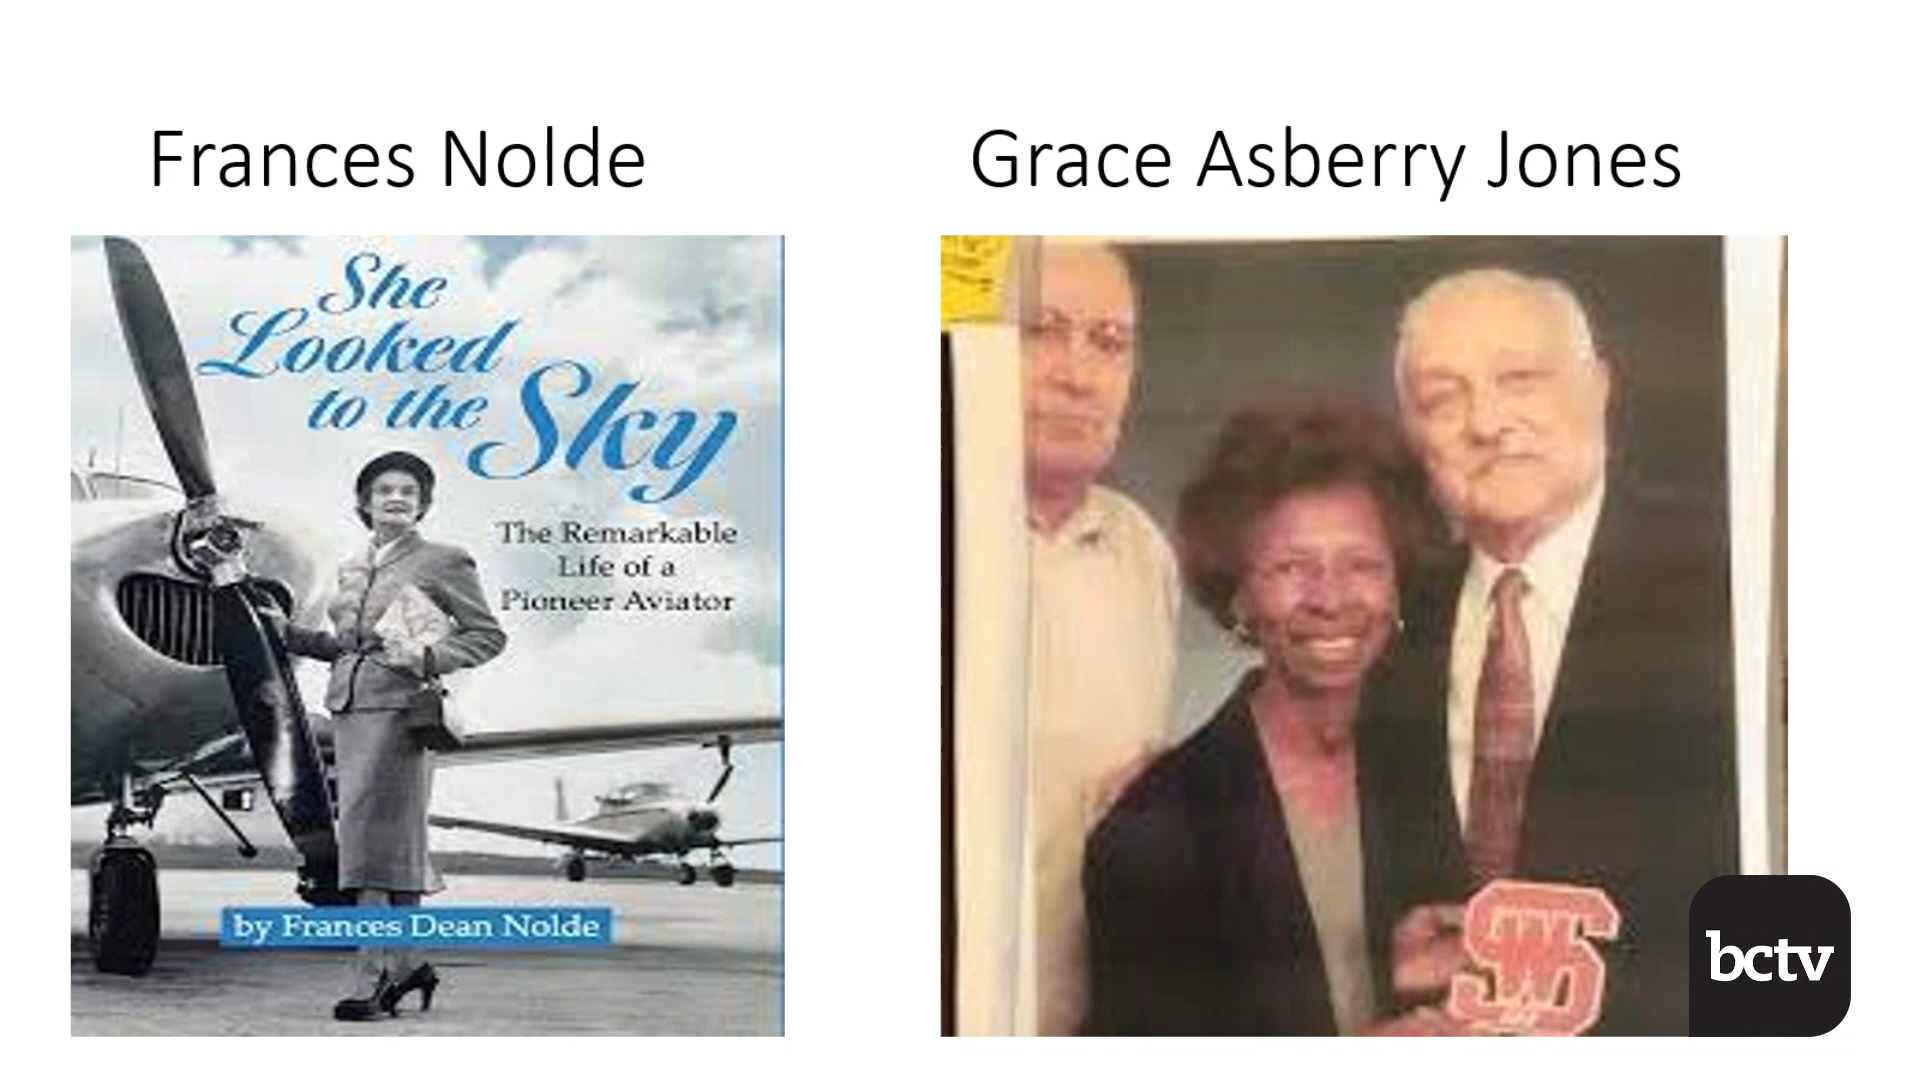 Frances Nolde
Grace Asberry Jones
She
Looked
to the Sky
The Remarkable
Life of a
Pioneer Aviator
by Frances Dean Nolde
bctv